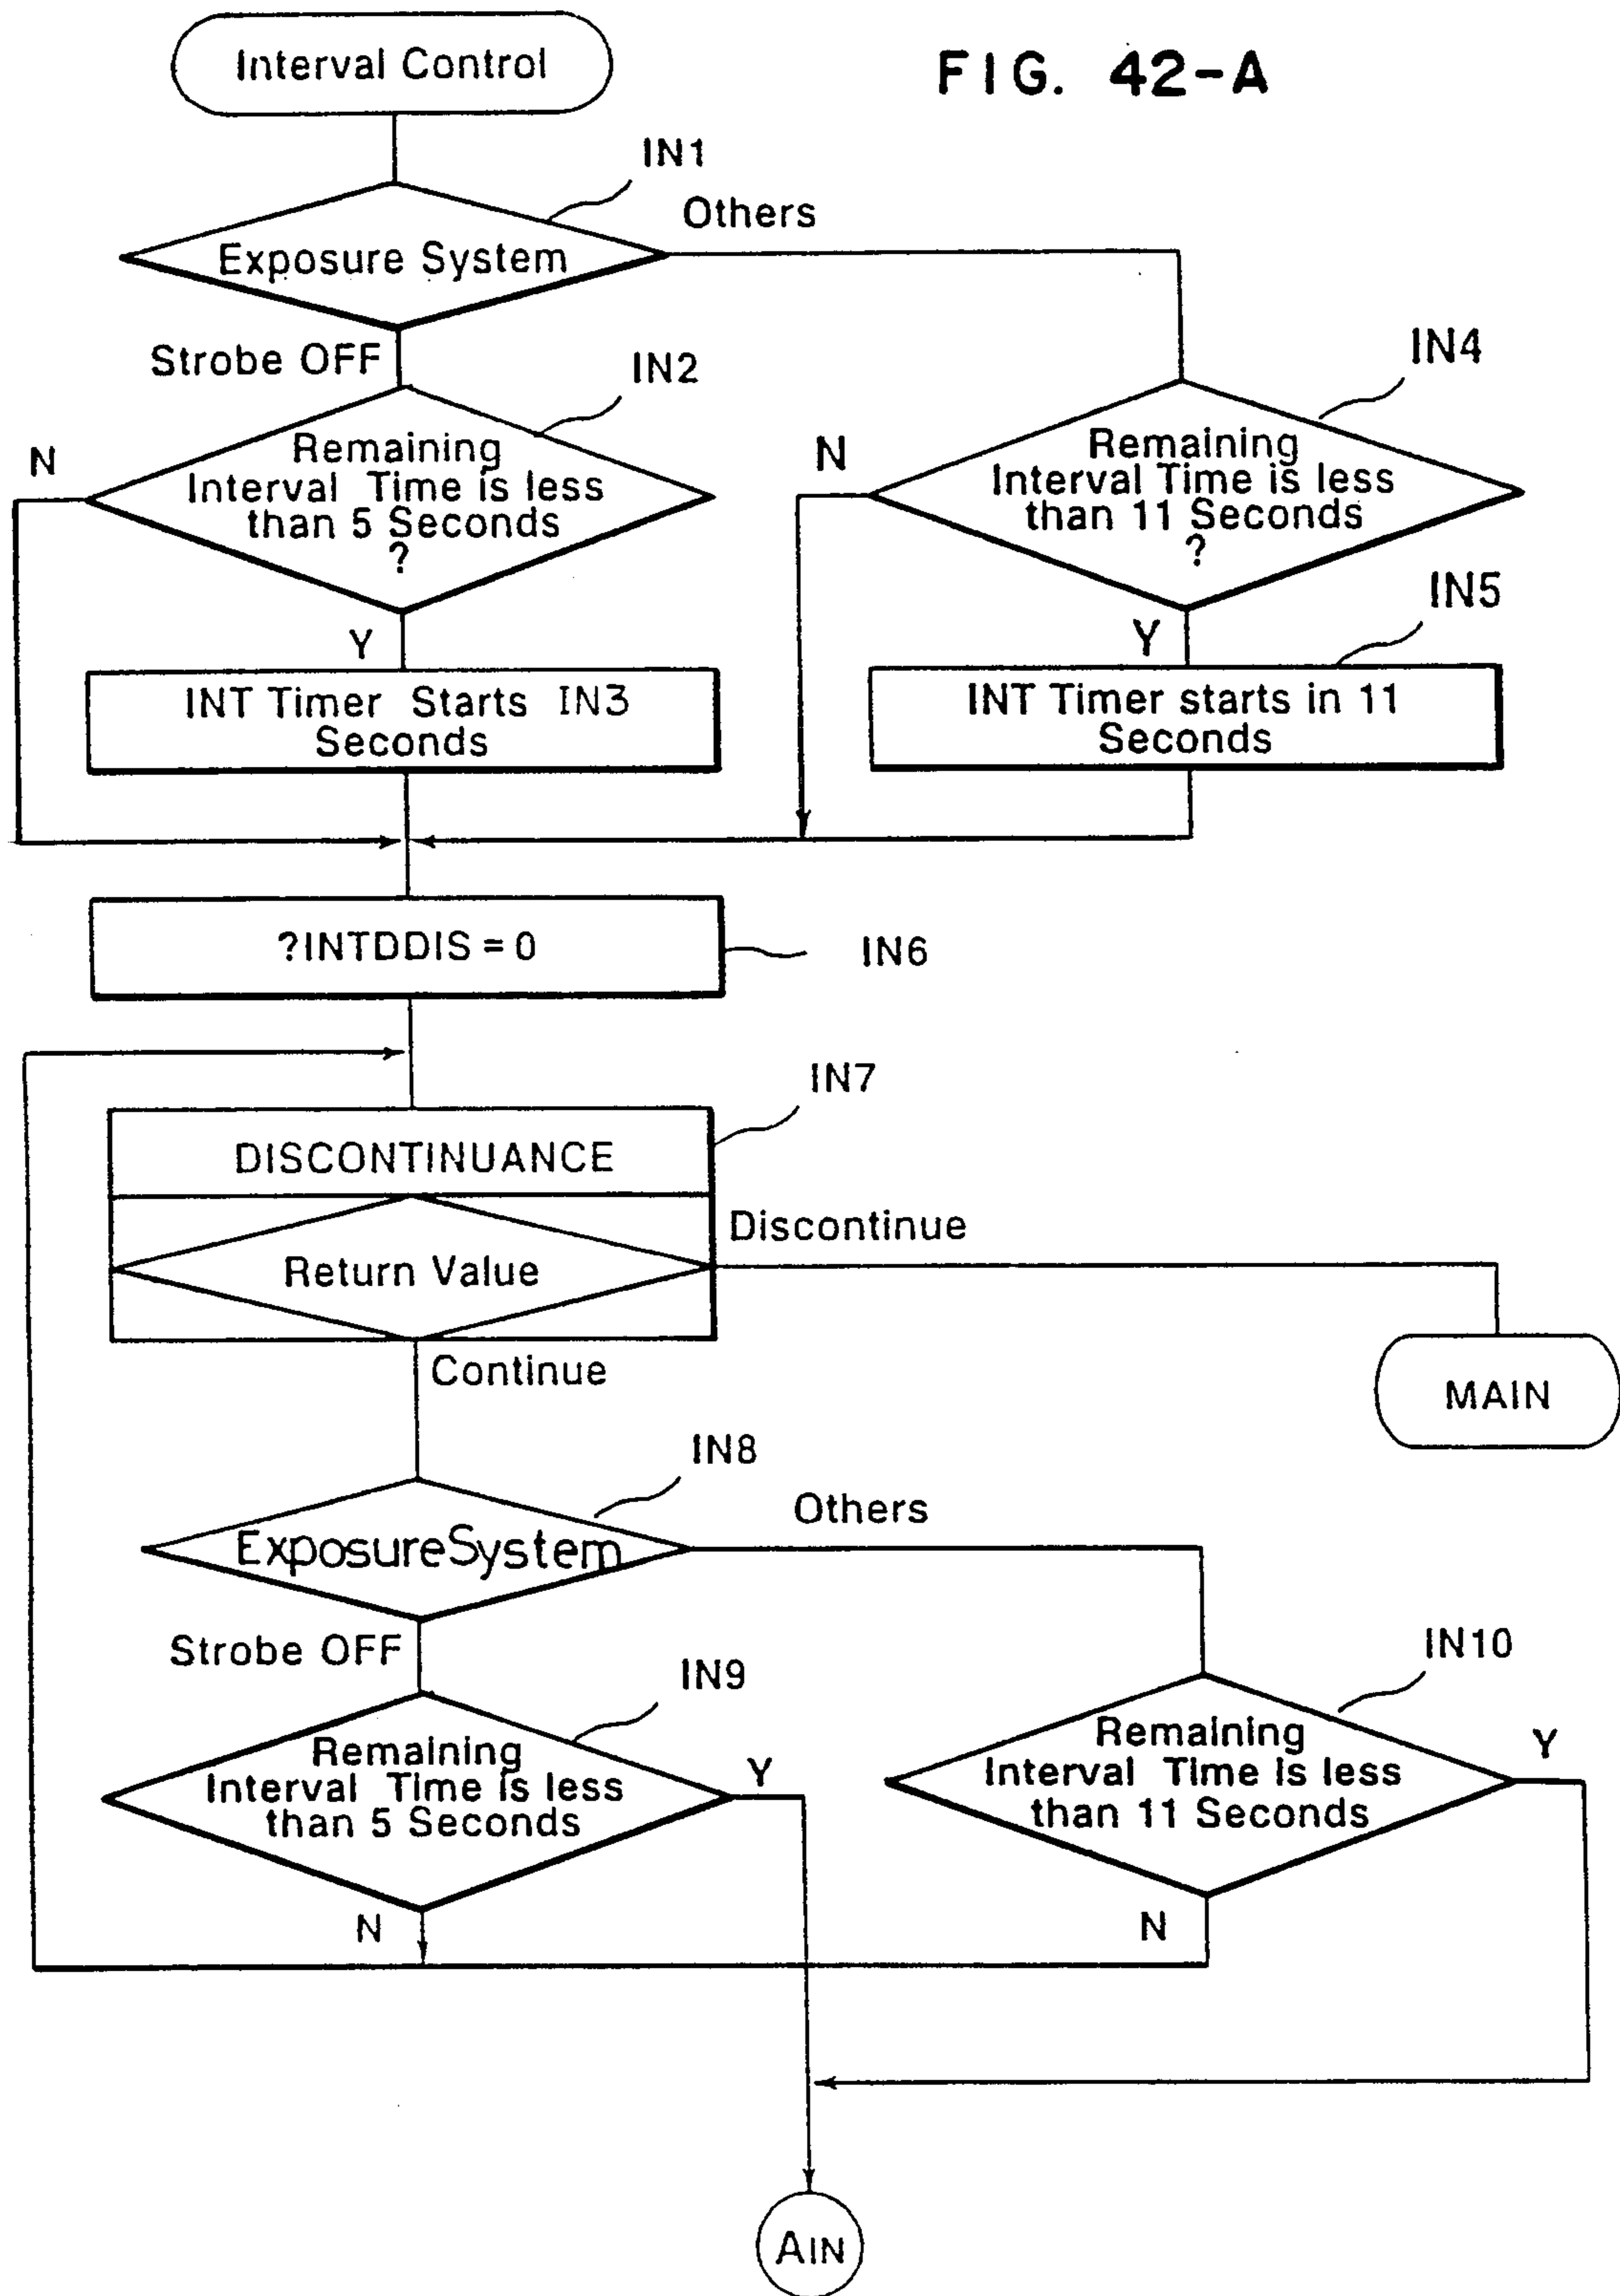 FIG. 42-A
Interval Control
IN1
Exposure System
Others
Strobe OFF
IN2
Remaining
Interval Time is less
than 5 Seconds
?
N
Y
INT Timer Starts IN3
Seconds
IN4
Remaining
Interval Time is less
than 11 Seconds
?
N
Y
IN5
INT Timer starts in 11
Seconds
?INTDDIS = 0
IN6
IN7
DISCONTINUANCE
Return Value
Discontinue
MAIN
Continue
IN8
ExposureSystem
Others
Strobe OFF
IN9
Remaining
Interval Time is less
than 5 Seconds
Y
N
IN10
Remaining
Interval Time is less
than 11 Seconds
Y
N
AIN